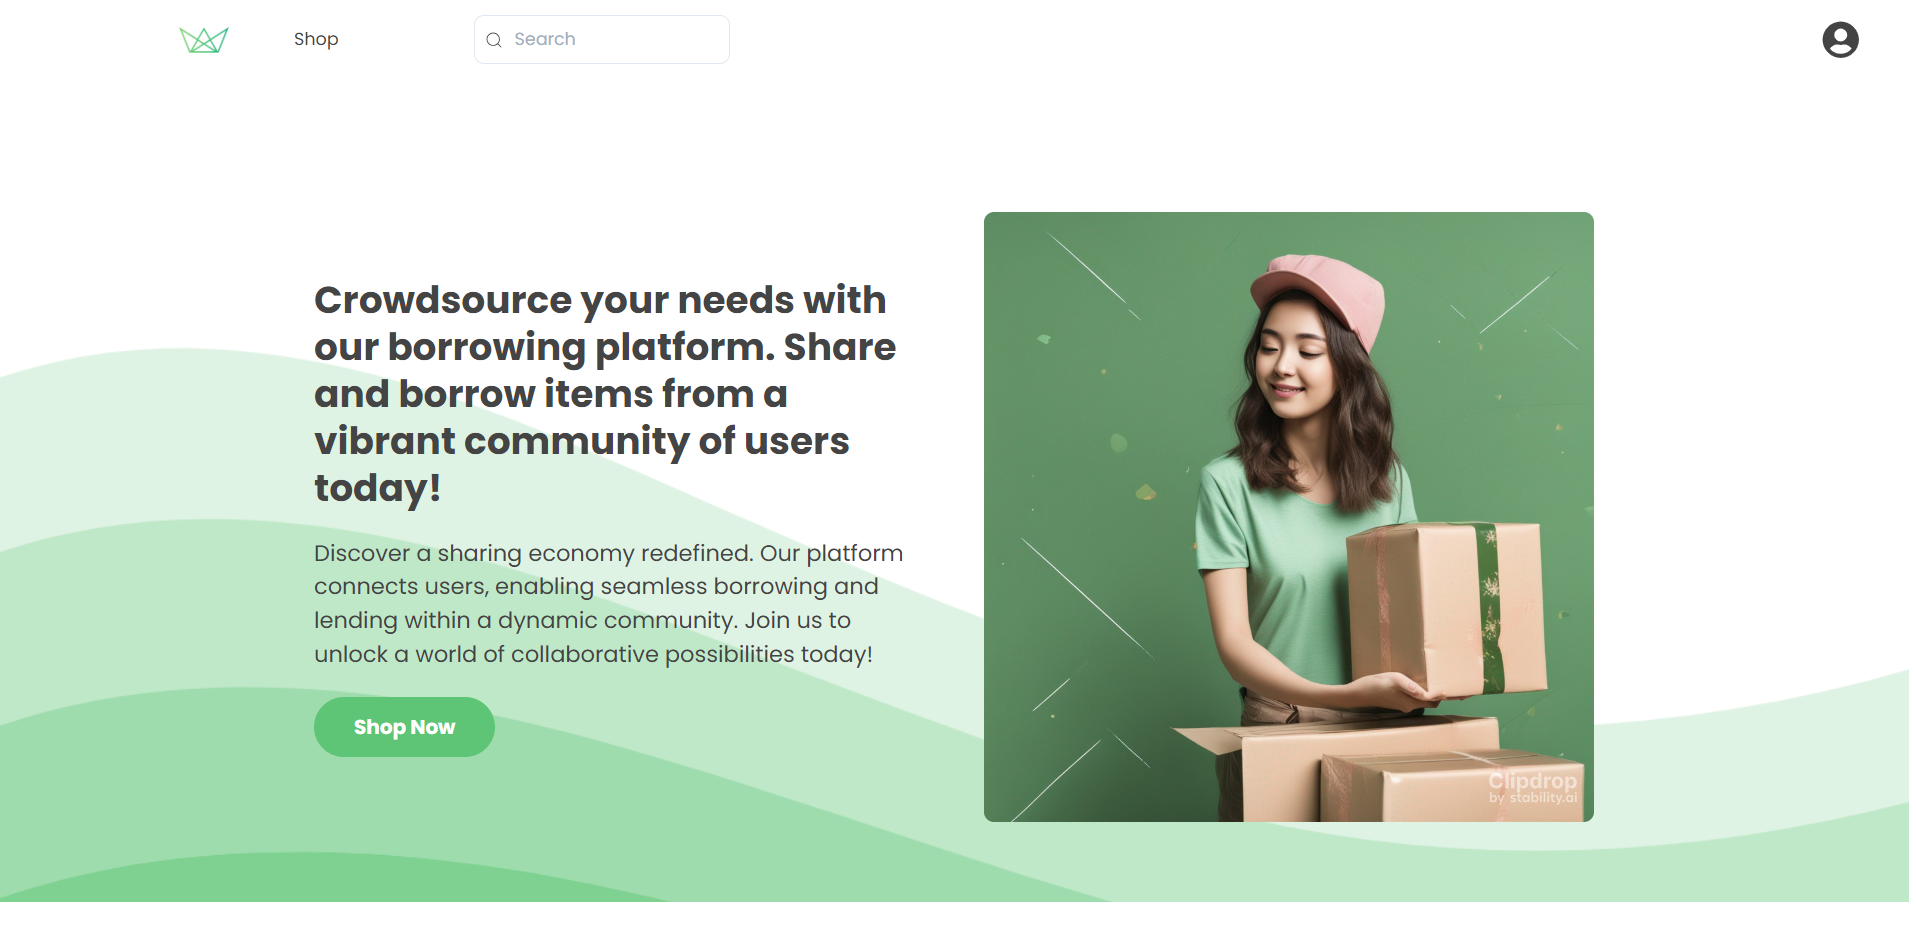 Shop
Search
Crowdsource your needs with
our borrowing platform. Share
and borrow items from a
vibrant community of users
today!
Discover a sharing economy redefined. Our platform
connects users, enabling seamless borrowing and
lending within a dynamic community. Join us to
unlock a world of collaborative possibilities today!
Shop Now
Clipdrop
by stability.ai